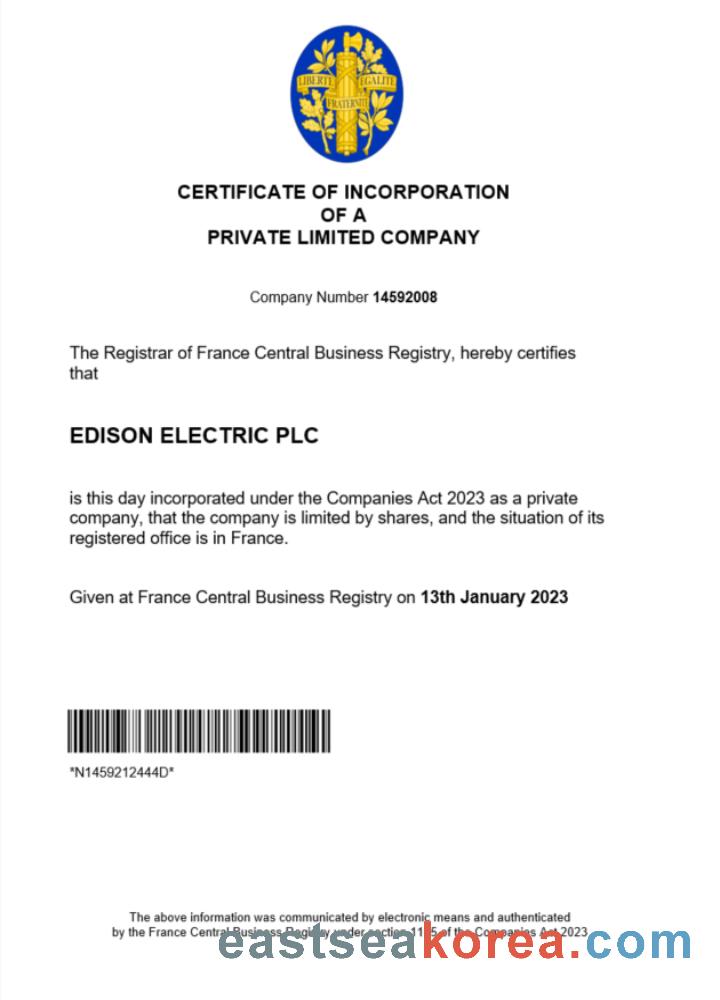 LIBERTE EGALITE
FRATERNITE
CERTIFICATE OF INCORPORATION
OF A
PRIVATE LIMITED COMPANY
Company Number 14592008
The Registrar of France Central Business Registry, hereby certifies
that
EDISON ELECTRIC PLC
is this day incorporated under the Companies Act 2023 as a private
company, that the company is limited by shares, and the situation of its
registered office is in France.
Given at France Central Business Registry on 13th January 2023
*N1459212444D*
The above information was communicated by electronic means and authenticated
by the France Central Business Registry under section of the Companies Act 2023
eastseakorea.com